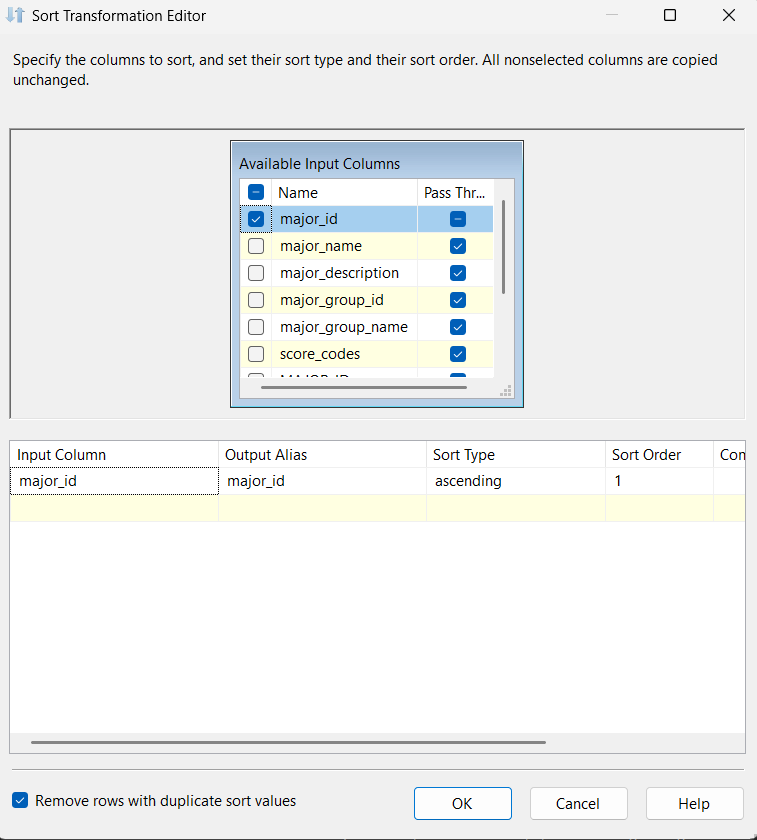 Sort Transformation Editor
Specify the columns to sort, and set their sort type and their sort order. All nonselected columns are copied
unchanged.
Available Input Columns
Name Pass Thr...
major_id
major_name
major_description
major_group_id
major_group_name
score_codes
Input Column Output Alias Sort Type Sort Order Con
major_id major_id ascending 1
Remove rows with duplicate sort values OK Cancel Help